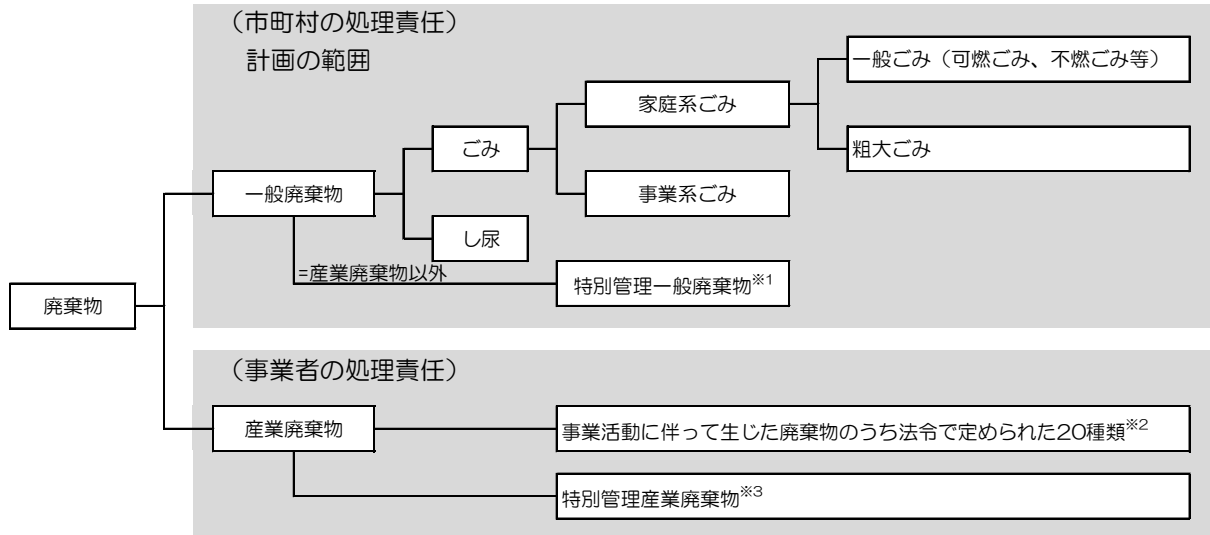 （市町村の処理責任）
計画の範囲
一般ごみ（可燃ごみ、不燃ごみ等）
家庭系ごみ
ごみ
粗大ごみ
一般廃棄物
事業系ごみ
し尿
=産業廃棄物以外
特別管理一般廃棄物※1
廃棄物
（事業者の処理責任）
産業廃棄物
事業活動に伴って生じた廃棄物のうち法令で定められた20種類※2
特別管理産業廃棄物※3